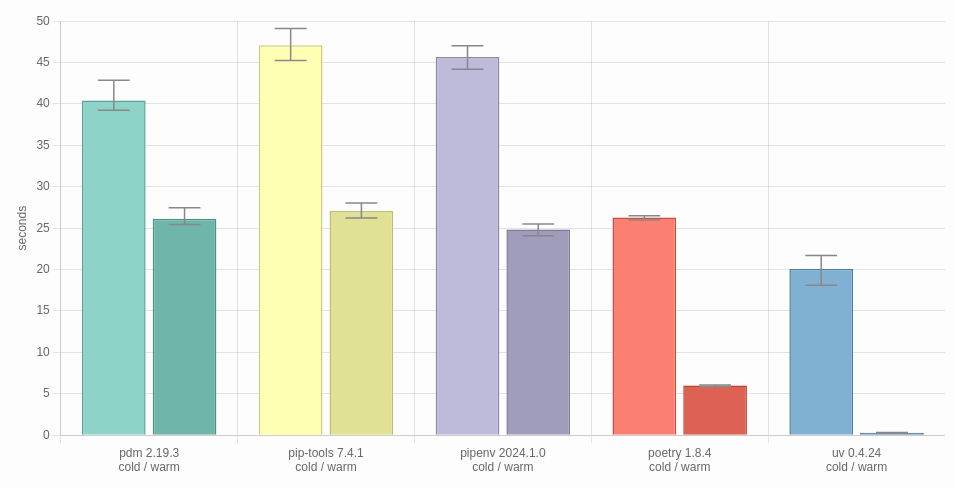 50
45
40
35
30
25
20
15
10
5
0
seconds
pdm 2.19.3
cold / warm
pip-tools 7.4.1
cold / warm
pipenv 2024.1.0
cold / warm
poetry 1.8.4
cold / warm
uv 0.4.24
cold / warm